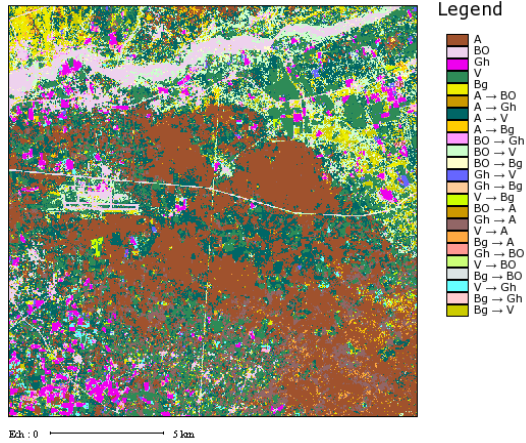 Legend
A
BO
Gh
V
Bg
A → BO
A → Gh
A → V
A → Bg
BO → Gh
BO → V
BO → Bg
Gh → V
Gh → Bg
V → Bg
BO → A
Gh → A
V → A
Bg → A
Gh → BO
V → BO
Bg → BO
V → Gh
Bg → Gh
Bg → V
Ech : 0 5 km